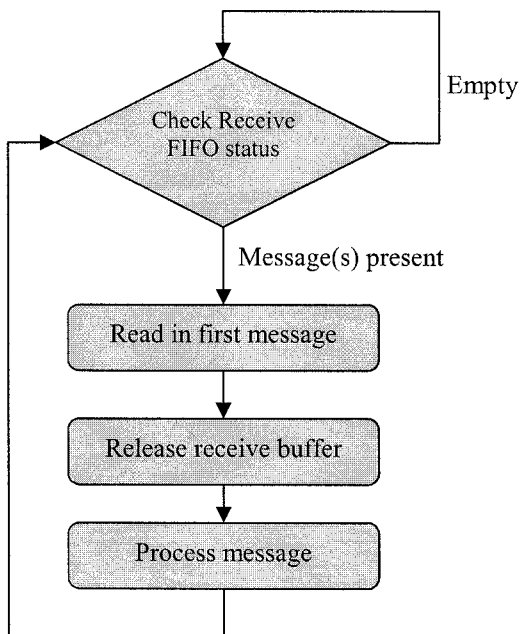 Empty
Check Receive
FIFO status
Message(s) present
Read in first message
Release receive buffer
Process message